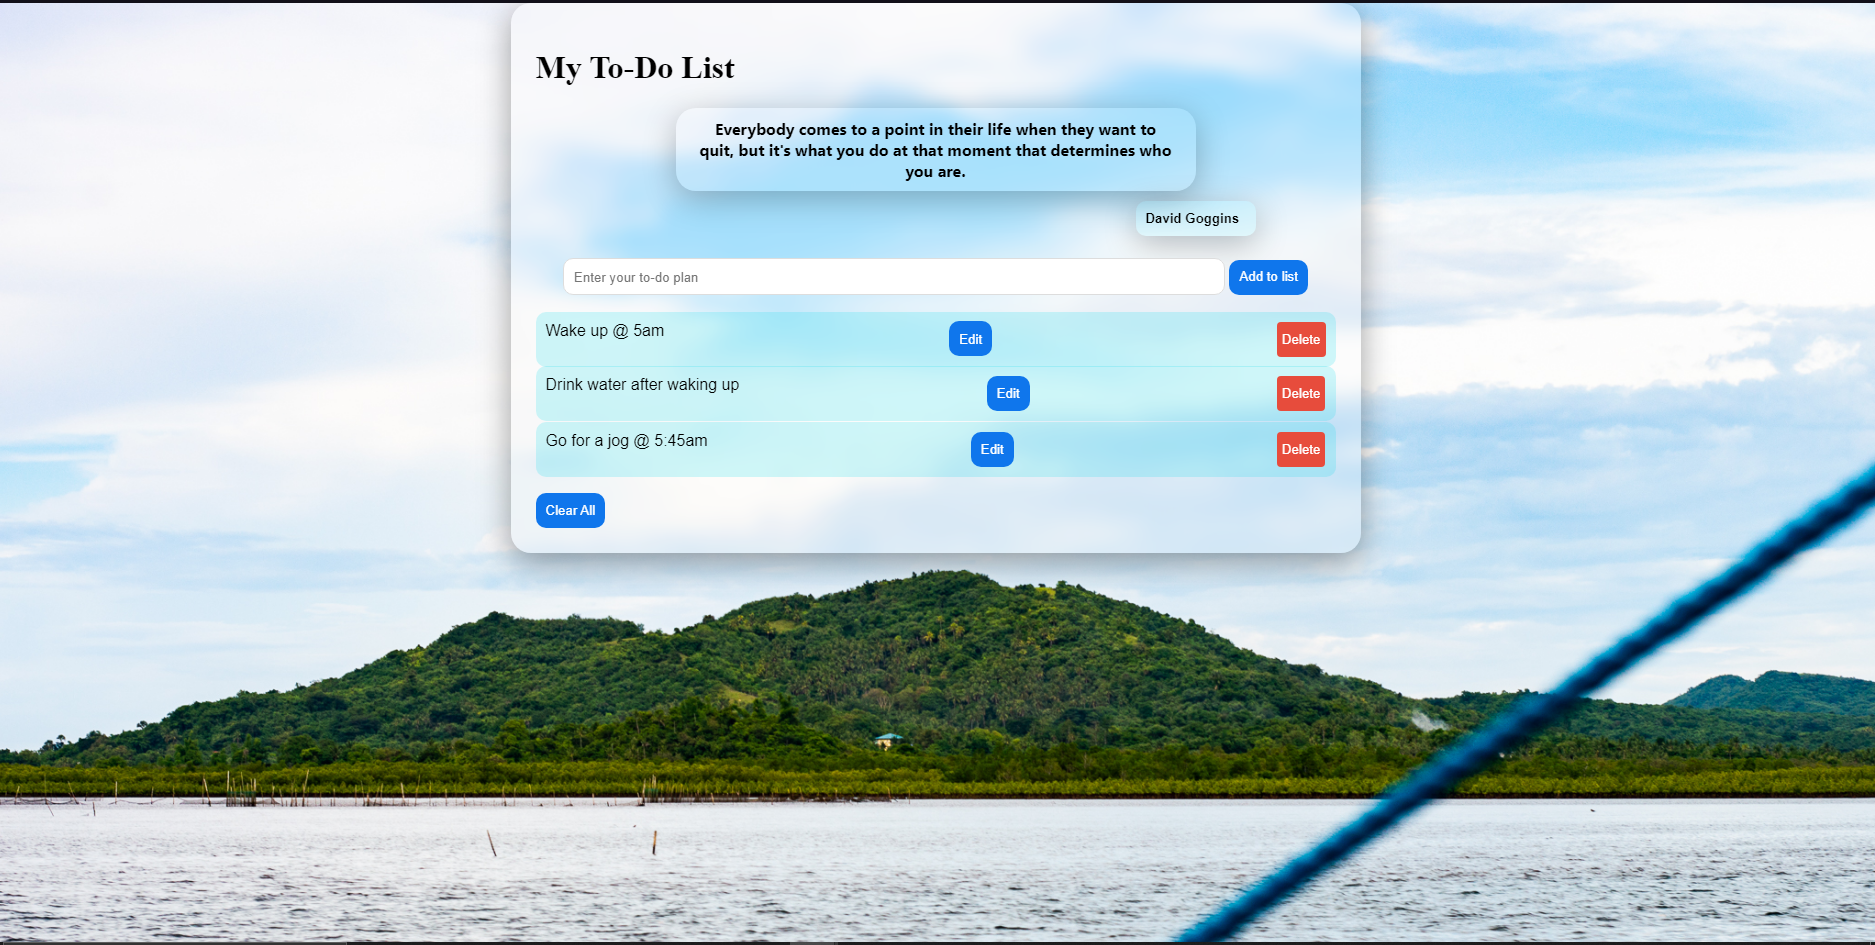 My To-Do List
Everybody comes to a point in their life when they want to
quit, but it's what you do at that moment that determines who
you are.
David Goggins
Enter your to-do plan Add to list
Wake up @ 5am Edit Delete
Drink water after waking up Edit Delete
Go for a jog @ 5:45am Edit Delete
Clear All